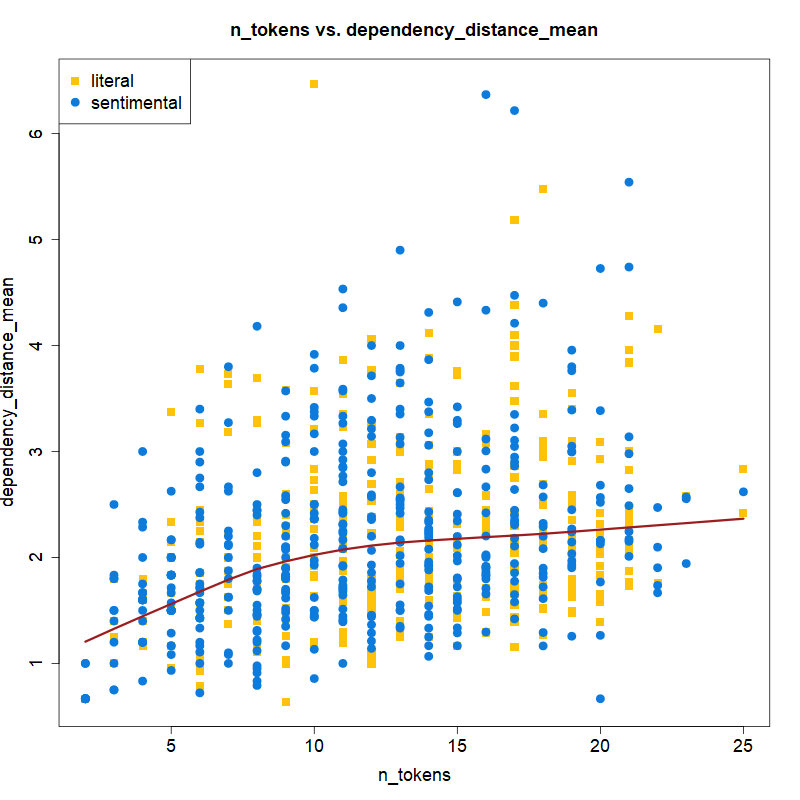 n_tokens vs. dependency_distance_mean
literal
sentimental
dependency_distance_mean
6
5
4
3
2
1
5 10 15 20 25
n_tokens